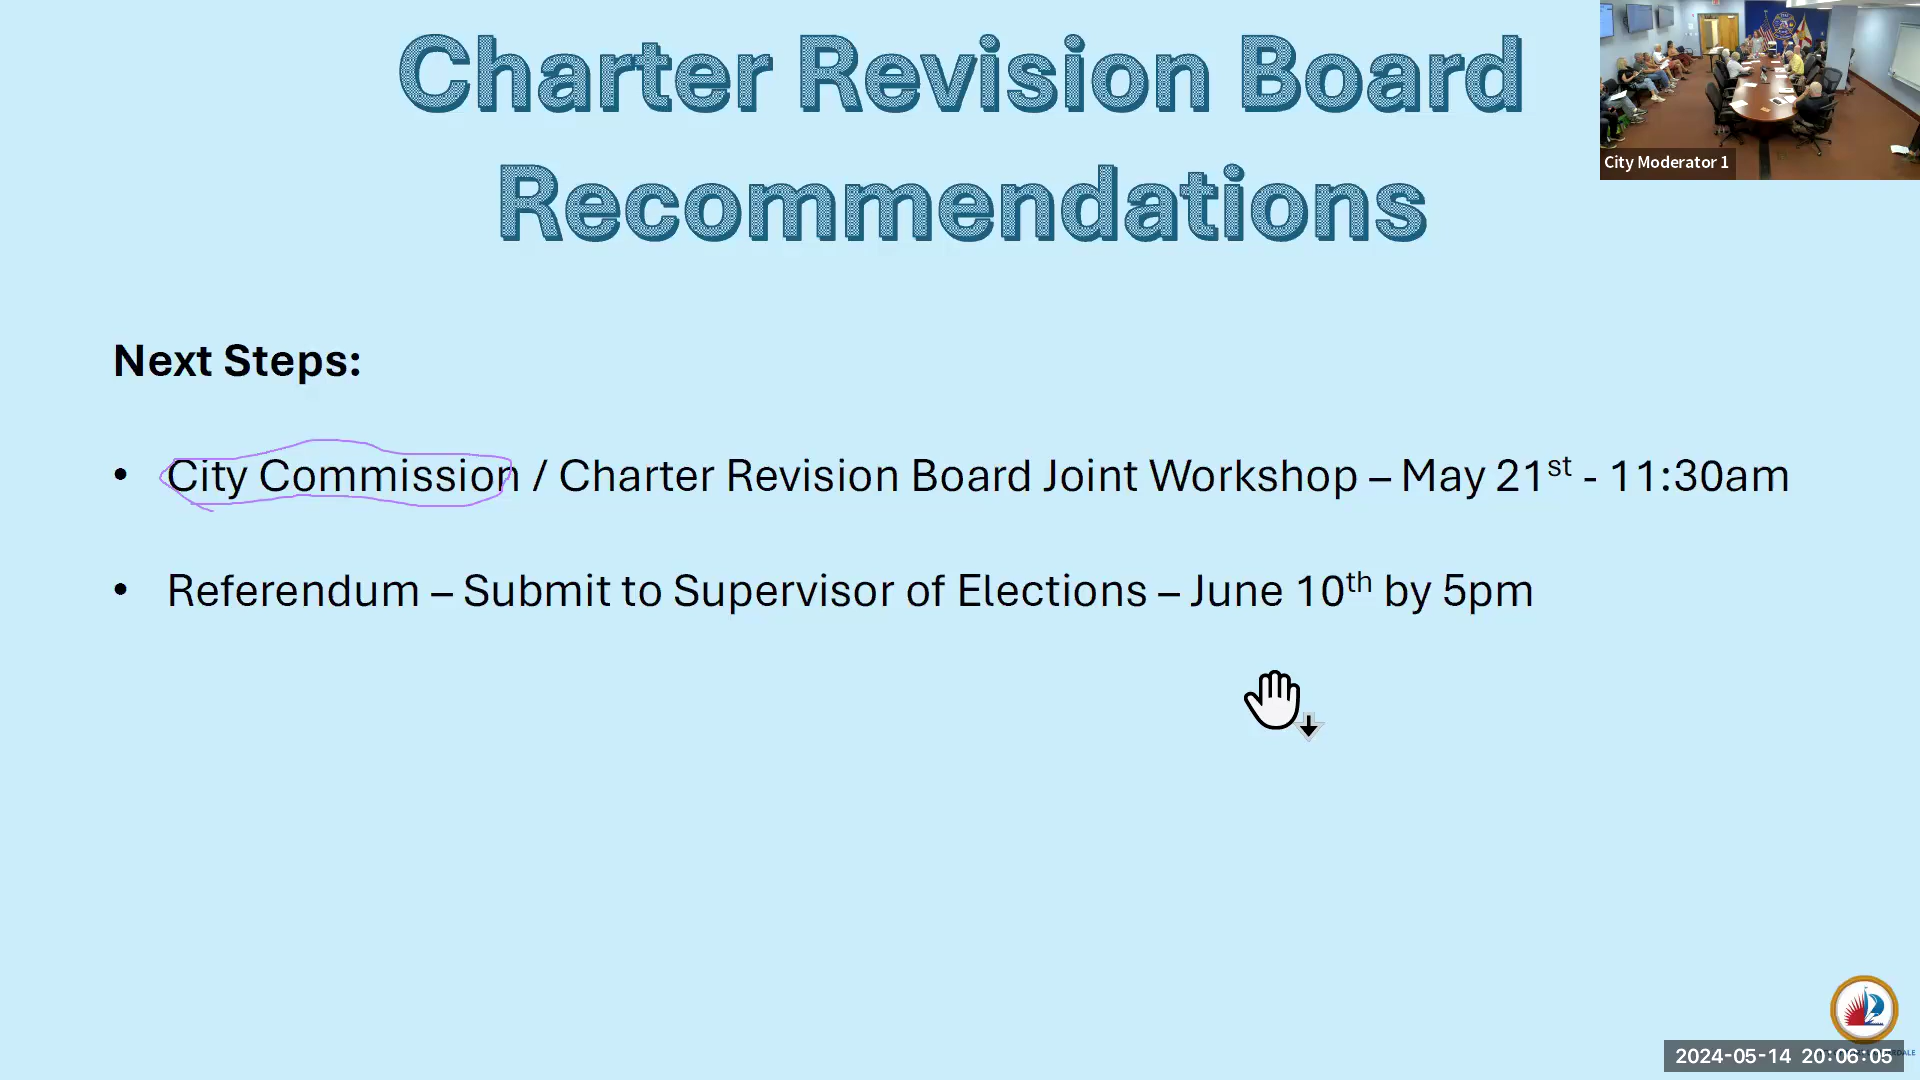 Charter Revision Board
Recommendations
City Moderator 1
Next Steps:
• City Commission / Charter Revision Board Joint Workshop – May 21st - 11:30am
• Referendum – Submit to Supervisor of Elections – June 10th by 5pm
2024-05-14 20:06:05